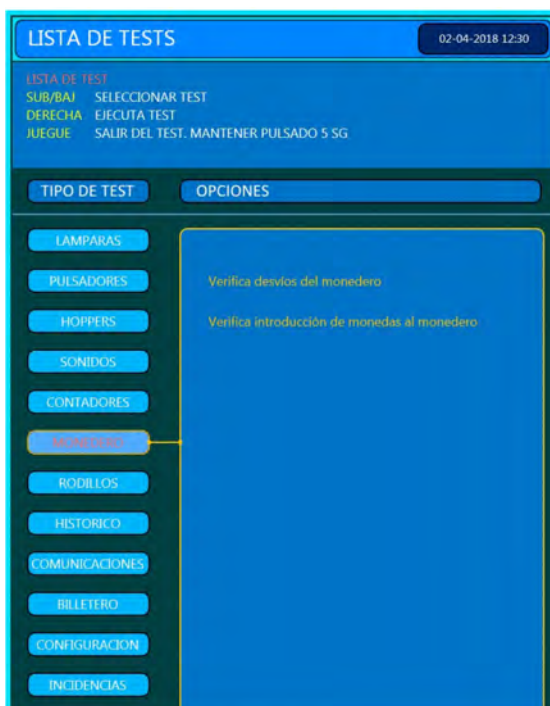 LISTA DE TESTS
02-04-2018 12:30
LISTA DE TEST
SUB/BAJ SELECCIONAR TEST
DERECHA EJECUTA TEST
JUEGUE SALIR DEL TEST. MANTENER PULSADO 5 SG
TIPO DE TEST OPCIONES
LAMPARAS
PULSADORES
Verifica desvíos del monedero
HOPPERS
Verifica introducción de monedas al monedero
SONIDOS
CONTADORES
MONEDERO
RODILLOS
HISTORICO
COMUNICACIONES
BILLETERO
CONFIGURACION
INCIDENCIAS